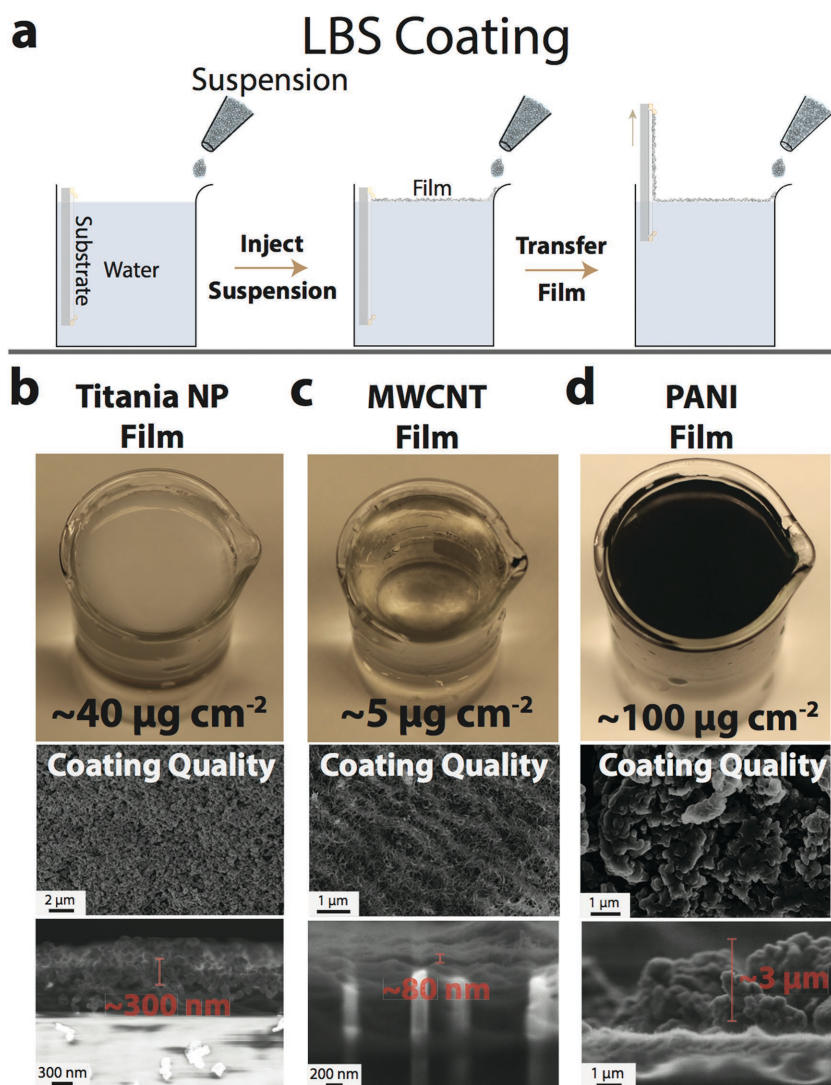 a
LBS Coating
Suspension
Film
Substrate
Water
Inject
Suspension
Transfer
Film
b
Titania NP
Film
~40 µg cm⁻²
Coating Quality
2 µm
~300 nm
300 nm
c
MWCNT
Film
~5 µg cm⁻²
Coating Quality
1 µm
~80 nm
200 nm
d
PANI
Film
~100 µg cm⁻²
Coating Quality
1 µm
~3 µm
1 µm